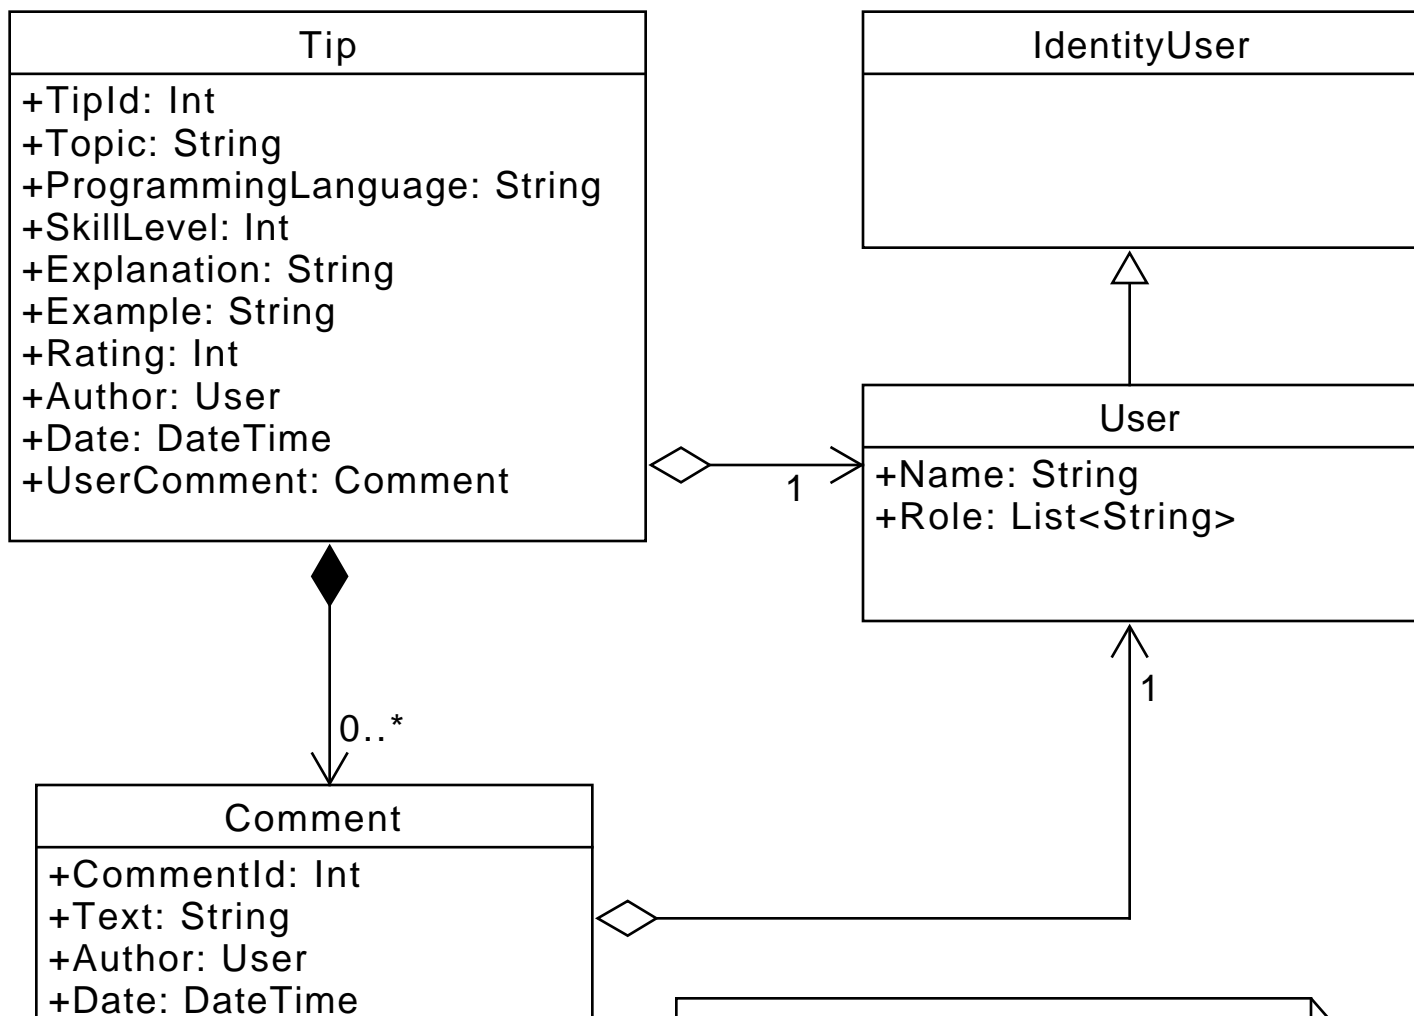 Tip
+TipId: Int
+Topic: String
+ProgrammingLanguage: String
+SkillLevel: Int
+Explanation: String
+Example: String
+Rating: Int
+Author: User
+Date: DateTime
+UserComment: Comment
IdentityUser
1
User
+Name: String
+Role: List<String>
1
0..*
Comment
+CommentId: Int
+Text: String
+Author: User
+Date: DateTime